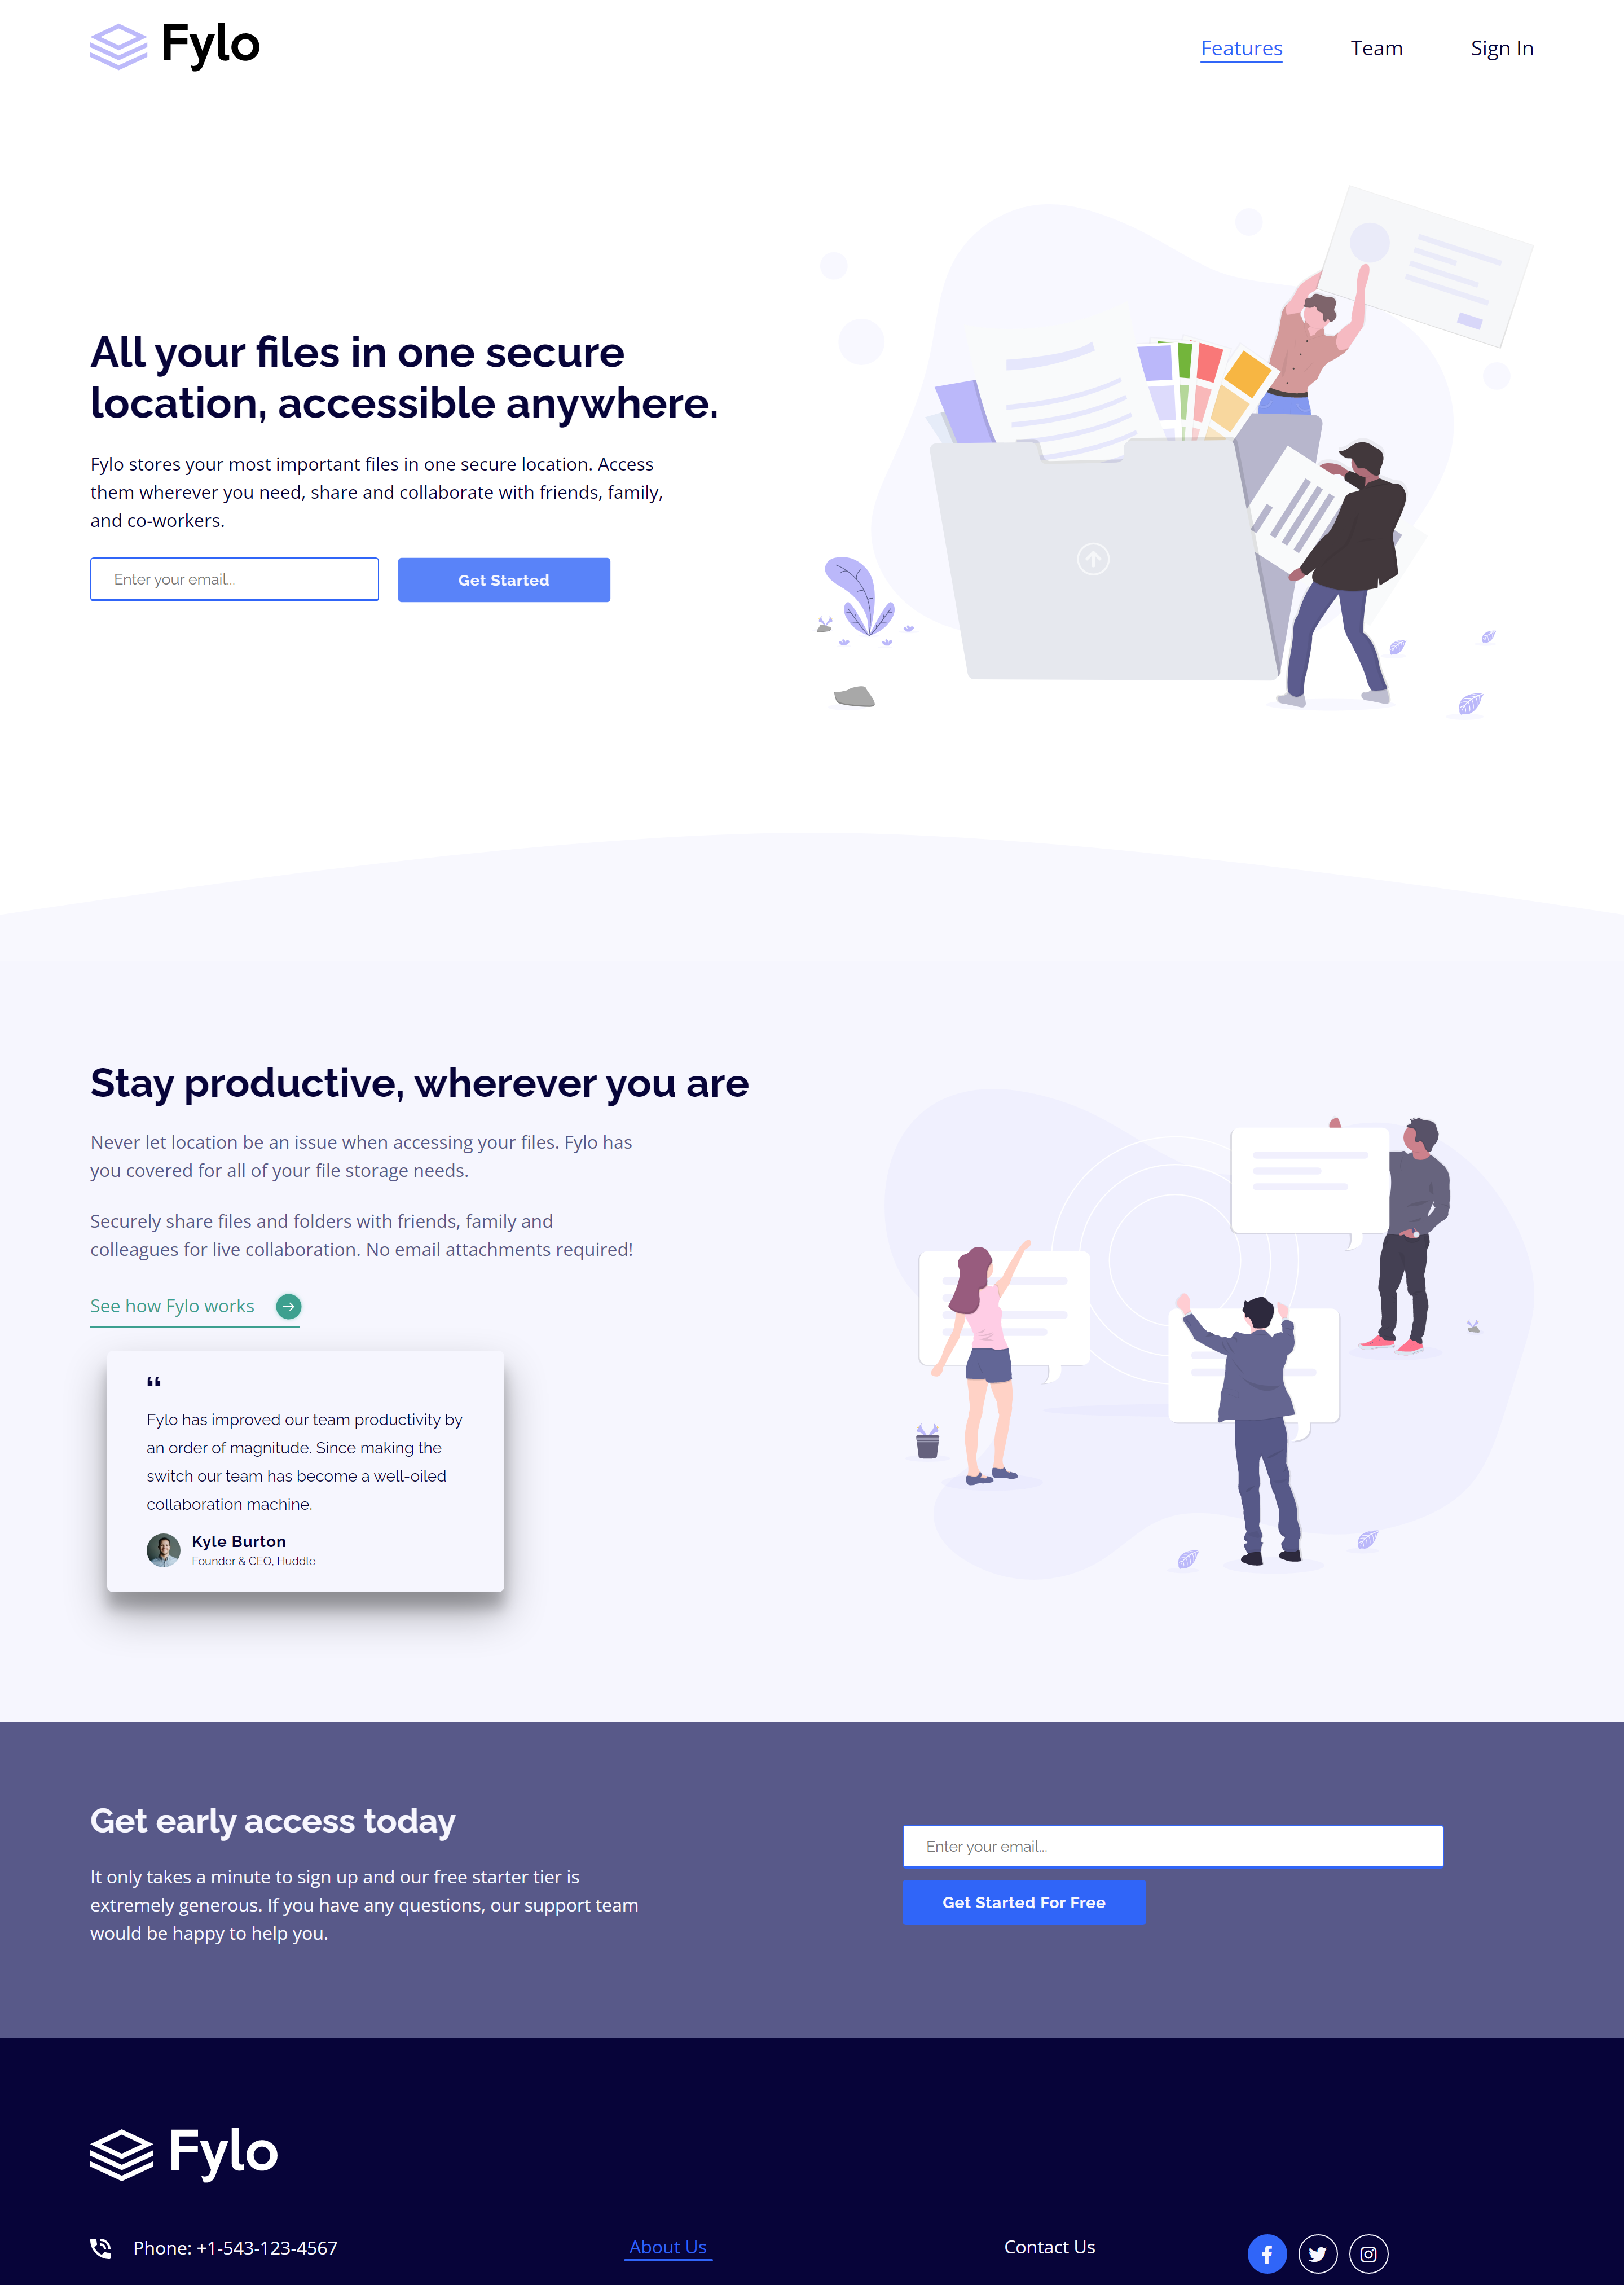 Fylo
Features
Team
Sign In
All your files in one secure
location, accessible anywhere.
Fylo stores your most important files in one secure location. Access
them wherever you need, share and collaborate with friends, family,
and co-workers.
Enter your email...
Get Started
Stay productive, wherever you are
Never let location be an issue when accessing your files. Fylo has
you covered for all of your file storage needs.
Securely share files and folders with friends, family and
colleagues for live collaboration. No email attachments required!
See how Fylo works
“
Fylo has improved our team productivity by
an order of magnitude. Since making the
switch our team has become a well-oiled
collaboration machine.
Kyle Burton
Founder & CEO, Huddle
Get early access today
It only takes a minute to sign up and our free starter tier is
extremely generous. If you have any questions, our support team
would be happy to help you.
Enter your email...
Get Started For Free
Fylo
Phone: +1-543-123-4567
About Us
Contact Us